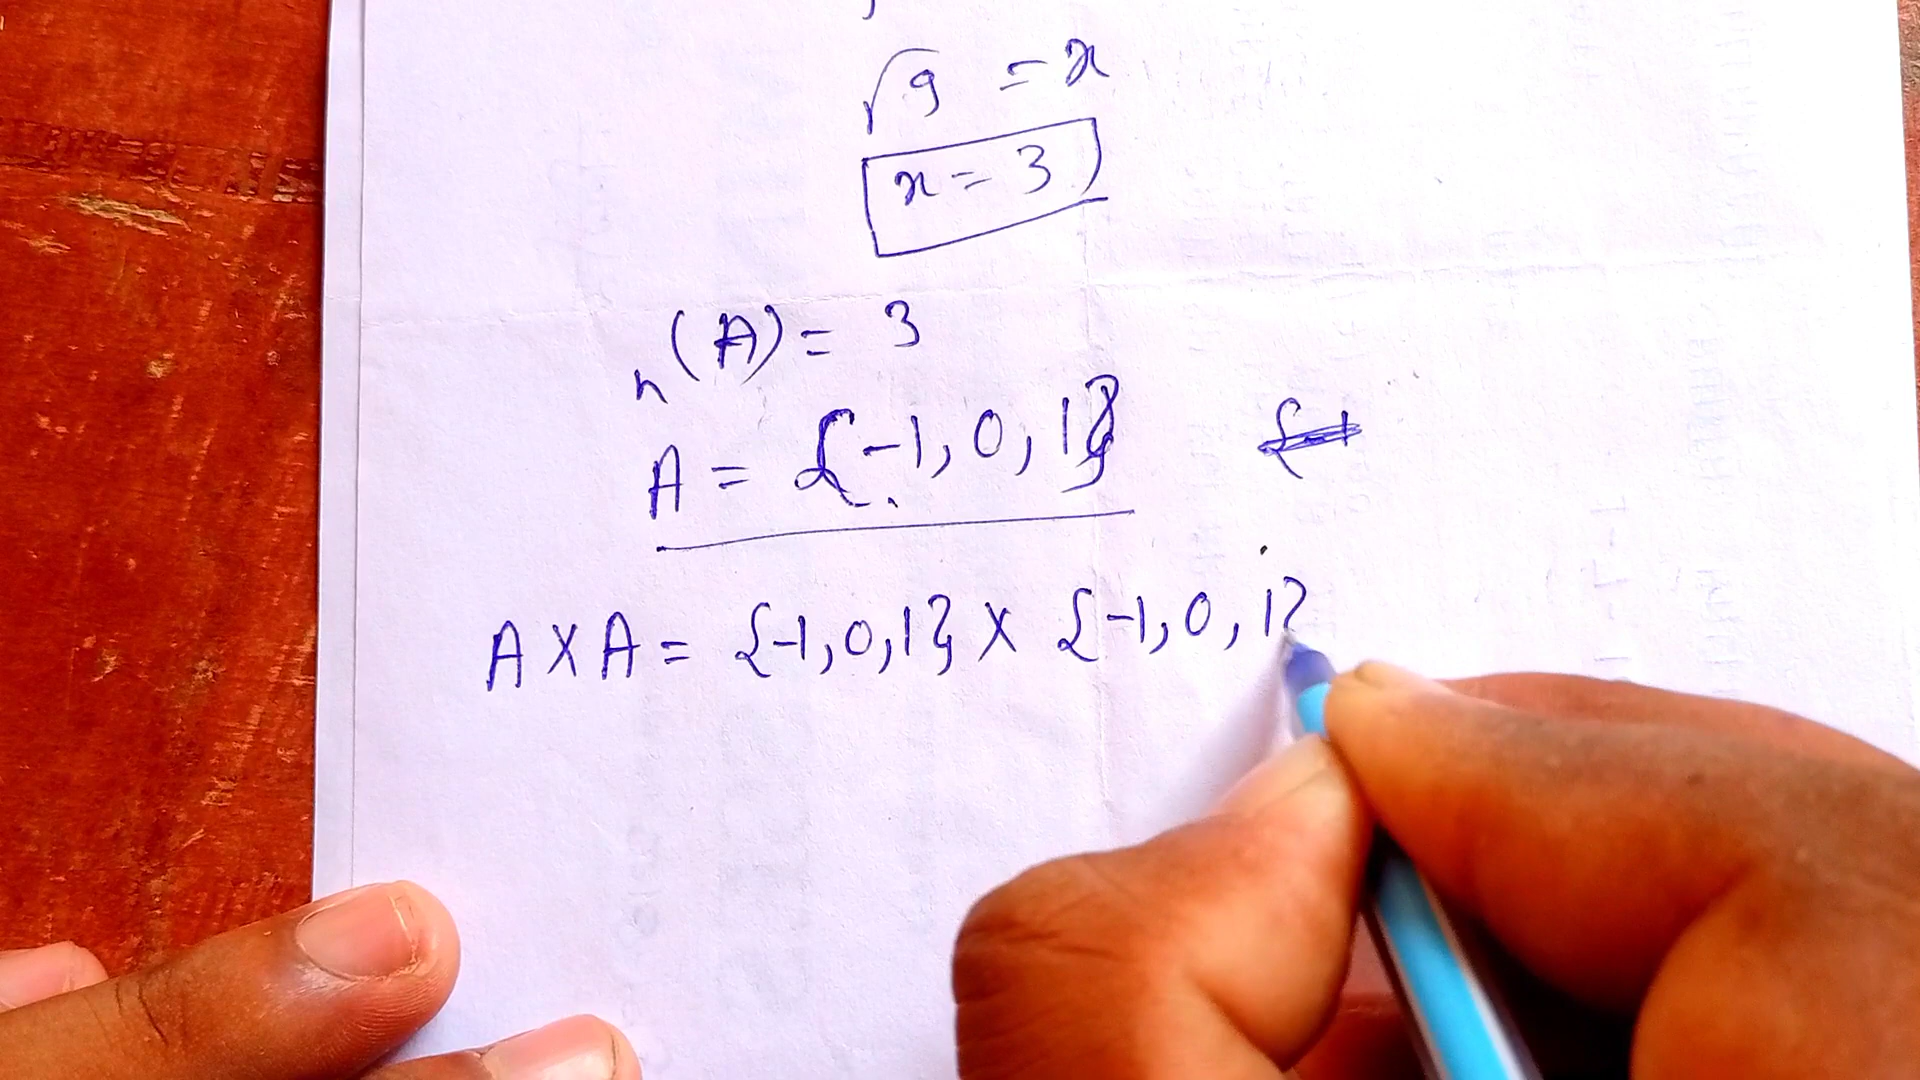 √9 = x
x = 3
n(A) = 3
A = {-1, 0, 1}
A X A = {-1, 0, 1} X {-1, 0, 1}